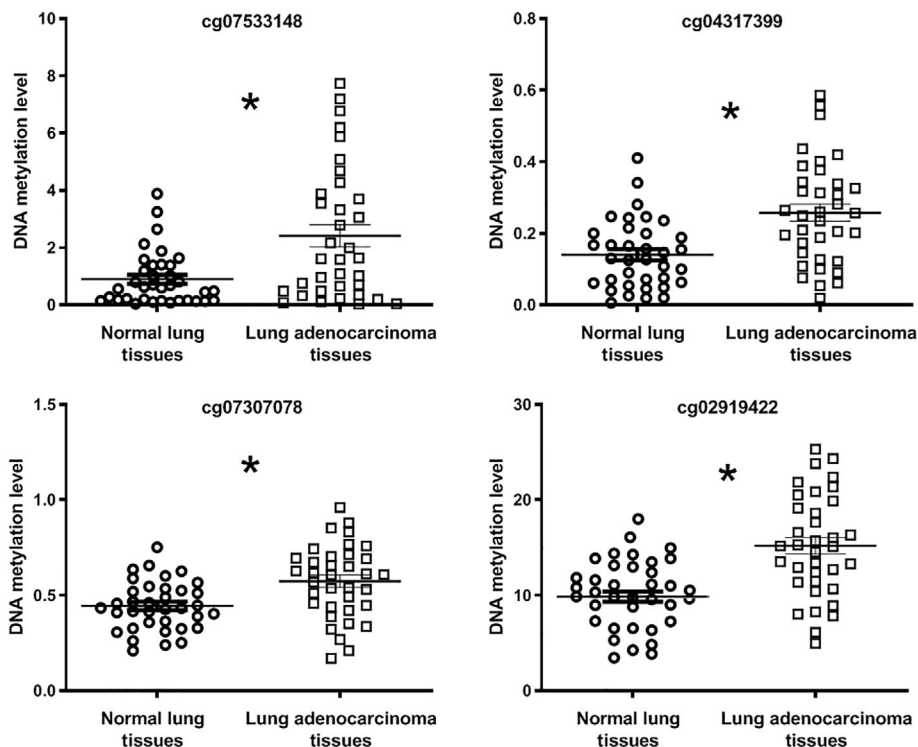 cg07533148
DNA metylation level
10
8
6
4
2
0
*
Normal lung
tissues
Lung adenocarcinoma
tissues
cg04317399
DNA metylation level
0.8
0.6
0.4
0.2
0.0
*
Normal lung
tissues
Lung adenocarcinoma
tissues
cg07307078
DNA metylation level
1.5
1.0
0.5
0.0
*
Normal lung
tissues
Lung adenocarcinoma
tissues
cg02919422
DNA metylation level
30
20
10
0
*
Normal lung
tissues
Lung adenocarcinoma
tissues